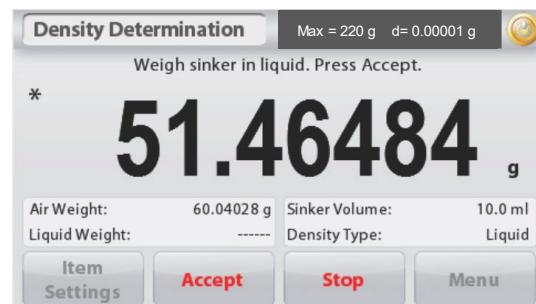 Density Determination Max = 220 g d= 0.00001 g
Weigh sinker in liquid. Press Accept.
* 51.46484 g
Air Weight: 60.04028 g Sinker Volume: 10.0 ml
Liquid Weight: ------ Density Type: Liquid
Item Settings Accept Stop Menu